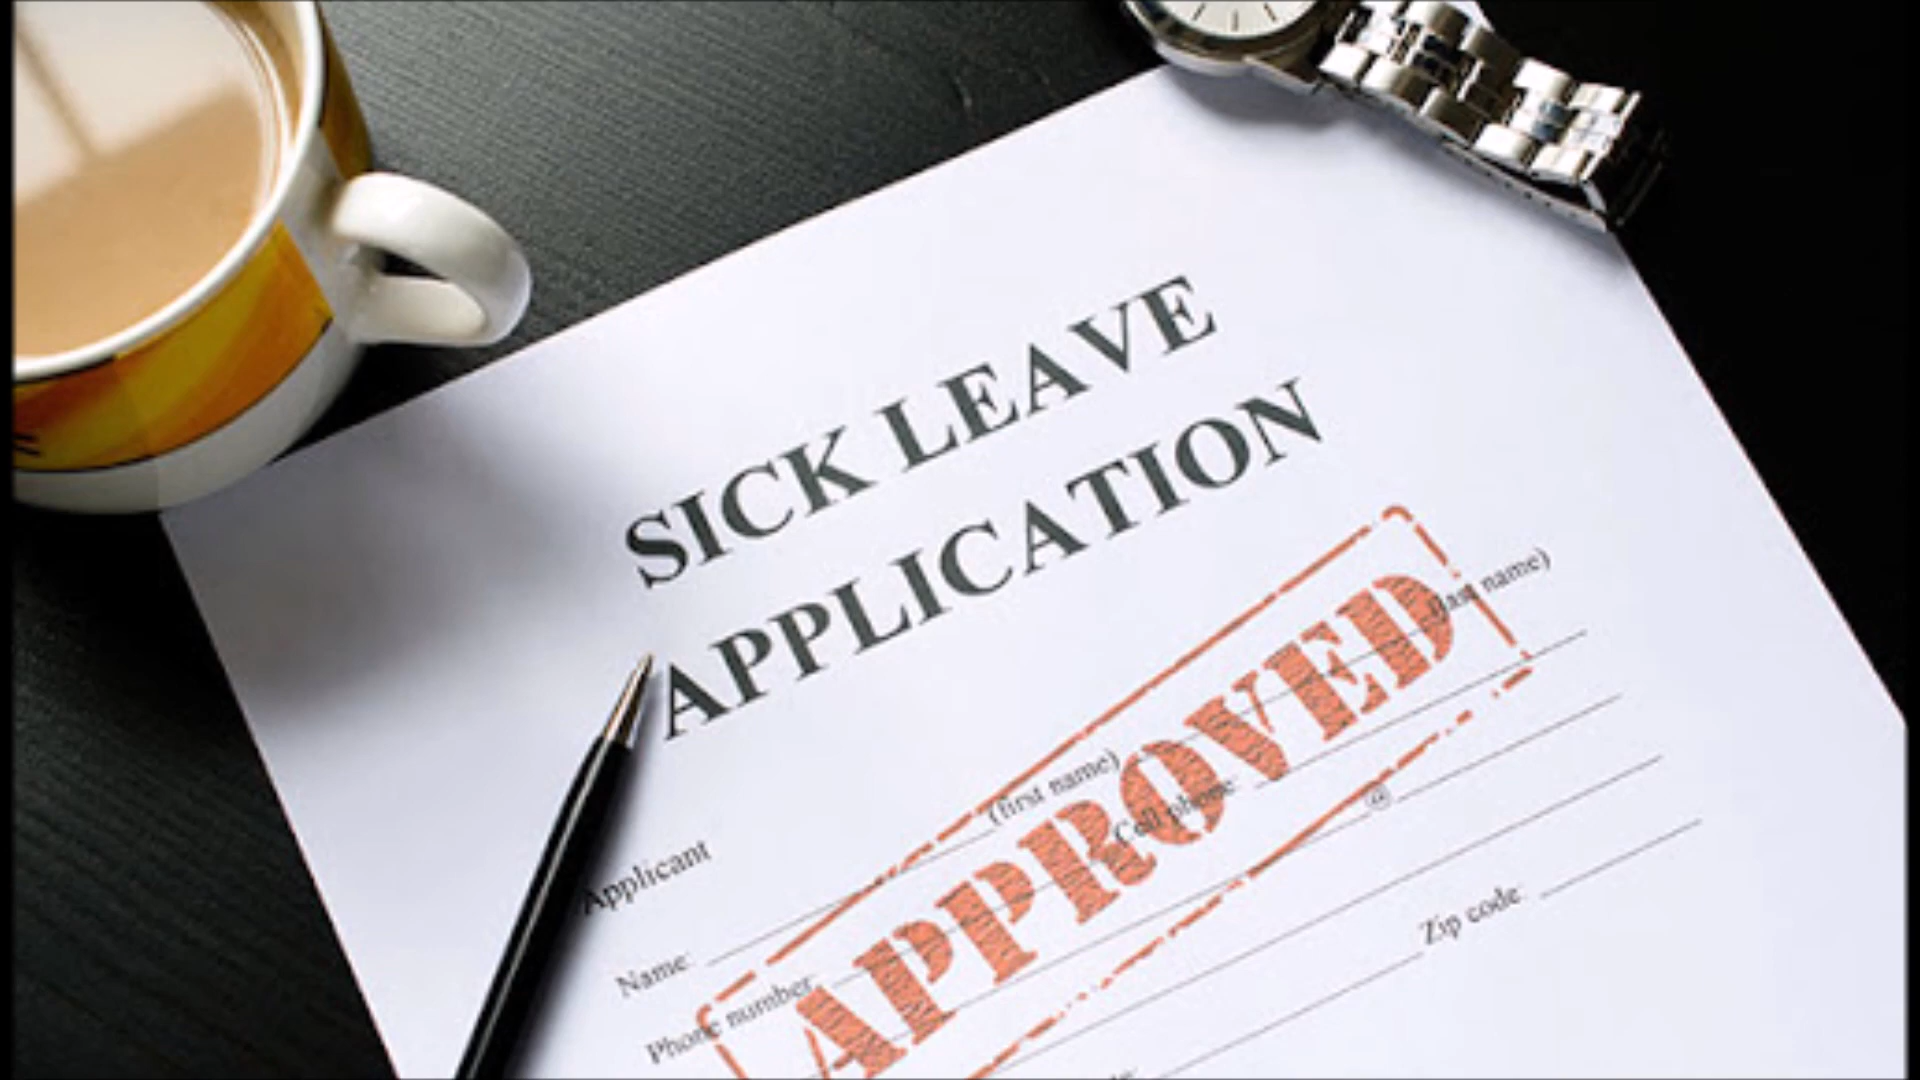 SICK LEAVE
APPLICATION
Applicant
(first name)
(last name)
Name:
Phone number:
Cell phone:
@
Zip code:
APPROVED